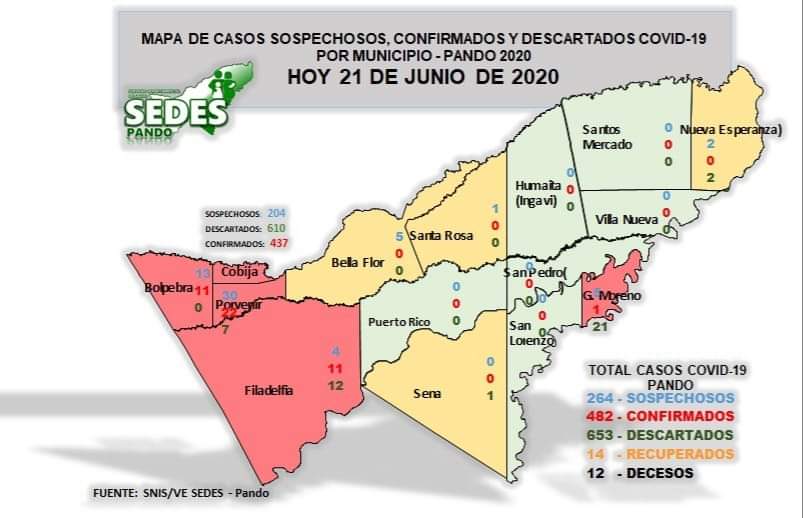 MAPA DE CASOS SOSPECHOSOS, CONFIRMADOS Y DESCARTADOS COVID-19
POR MUNICIPIO - PANDO 2020
HOY 21 DE JUNIO DE 2020
SEDES
PANDO
SOSPECHOSOS: 204
DESCARTADOS: 610
CONFIRMADOS: 437
Santos
Mercado
0
0
0
Nueva Esperanza)
2
0
2
Humaita
(Ingavi)
0
0
0
Villa Nueva
0
0
0
Santa Rosa
1
0
0
Bella Flor
5
0
0
Cobija
Bolpebra
13
11
0
Porvenir
30
22
7
San Pedro(
0
0
0
G. Moreno
1
21
Puerto Rico
0
0
0
San
Lorenzo
0
0
0
Filadelfia
4
11
12
Sena
0
0
1
TOTAL CASOS COVID-19
PANDO
264 - SOSPECHOSOS
482 - CONFIRMADOS
653 - DESCARTADOS
14 - RECUPERADOS
12 - DECESOS
FUENTE: SNIS/VE SEDES - Pando